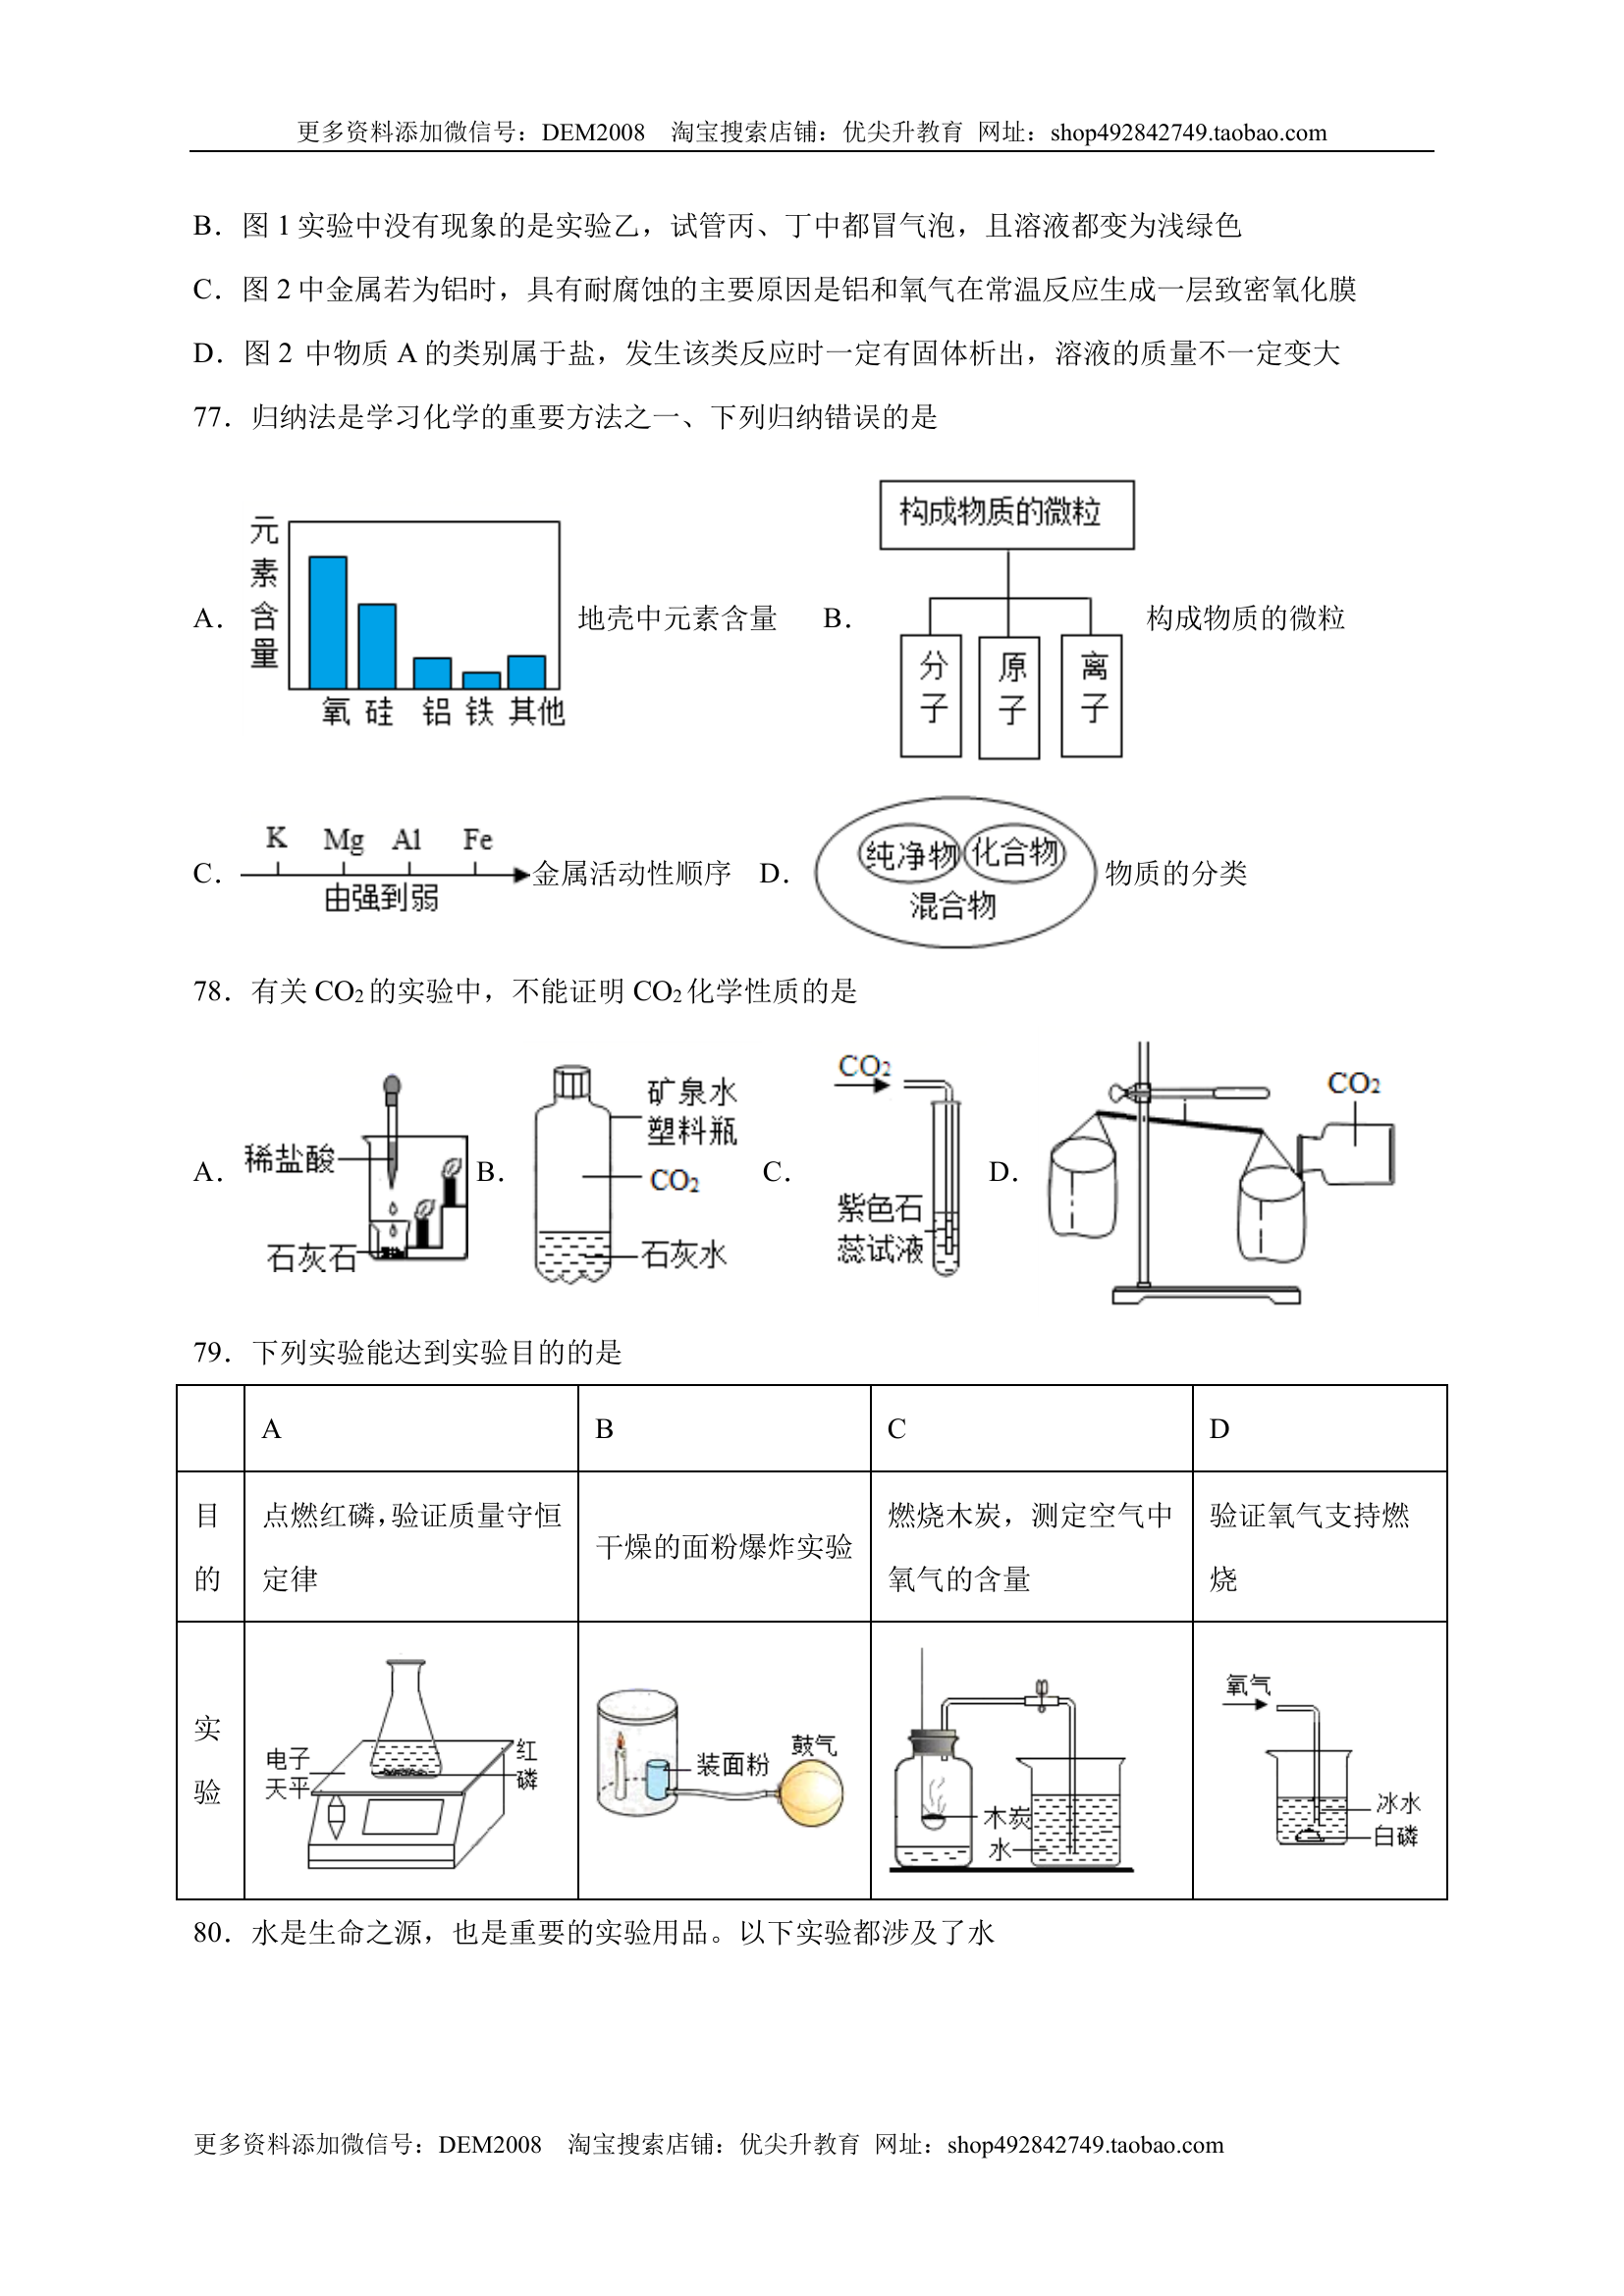 更多资料添加微信号：DEM2008 淘宝搜索店铺：优尖升教育 网址：shop492842749.taobao.com
B．图 1 实验中没有现象的是实验乙，试管丙、丁中都冒气泡，且溶液都变为浅绿色
C．图 2 中金属若为铝时，具有耐腐蚀的主要原因是铝和氧气在常温反应生成一层致密氧化膜
D．图 2 中物质 A 的类别属于盐，发生该类反应时一定有固体析出，溶液的质量不一定变大
77．归纳法是学习化学的重要方法之一、下列归纳错误的是
A．
元素含量
氧 硅 铝 铁 其他
地壳中元素含量
B．
构成物质的微粒
分子 原子 离子
构成物质的微粒
C．
K Mg Al Fe
由强到弱
金属活动性顺序
D．
纯净物 化合物
混合物
物质的分类
78．有关 CO₂ 的实验中，不能证明 CO₂ 化学性质的是
A．
稀盐酸
石灰石
B．
矿泉水
塑料瓶
CO₂
石灰水
C．
CO₂
紫色石
蕊试液
D．
CO₂
79．下列实验能达到实验目的的是
A B C D
目的
点燃红磷，验证质量守恒
定律
干燥的面粉爆炸实验
燃烧木炭，测定空气中
氧气的含量
验证氧气支持燃
烧
实验
电子
天平
红
磷
装面粉
鼓气
木炭
水
氧气
冰水
白磷
80．水是生命之源，也是重要的实验用品。以下实验都涉及了水
更多资料添加微信号：DEM2008 淘宝搜索店铺：优尖升教育 网址：shop492842749.taobao.com